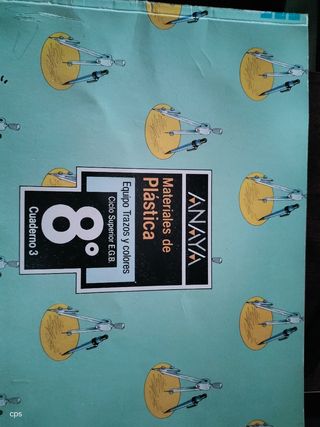 ANAYA
Materiales de
Plástica
Equipo Trazos y colores
Ciclo Superior E.G.B.
8º
Cuaderno 3
cps